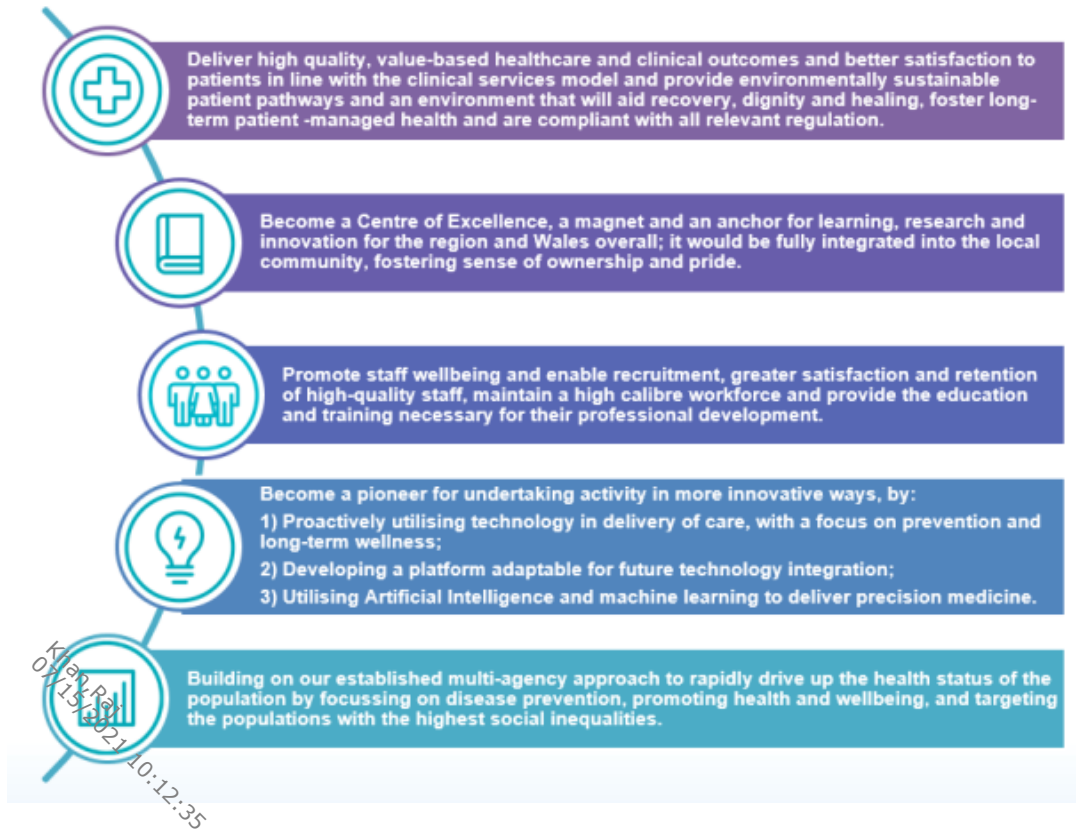 Deliver high quality, value-based healthcare and clinical outcomes and better satisfaction to
patients in line with the clinical services model and provide environmentally sustainable
patient pathways and an environment that will aid recovery, dignity and healing, foster long-
term patient -managed health and are compliant with all relevant regulation.
Become a Centre of Excellence, a magnet and an anchor for learning, research and
innovation for the region and Wales overall; it would be fully integrated into the local
community, fostering sense of ownership and pride.
Promote staff wellbeing and enable recruitment, greater satisfaction and retention
of high-quality staff, maintain a high calibre workforce and provide the education
and training necessary for their professional development.
Become a pioneer for undertaking activity in more innovative ways, by:
1) Proactively utilising technology in delivery of care, with a focus on prevention and
long-term wellness;
2) Developing a platform adaptable for future technology integration;
3) Utilising Artificial Intelligence and machine learning to deliver precision medicine.
Building on our established multi-agency approach to rapidly drive up the health status of the
population by focussing on disease prevention, promoting health and wellbeing, and targeting
the populations with the highest social inequalities.
Khan,Raj
07/15/2021 10:12:35